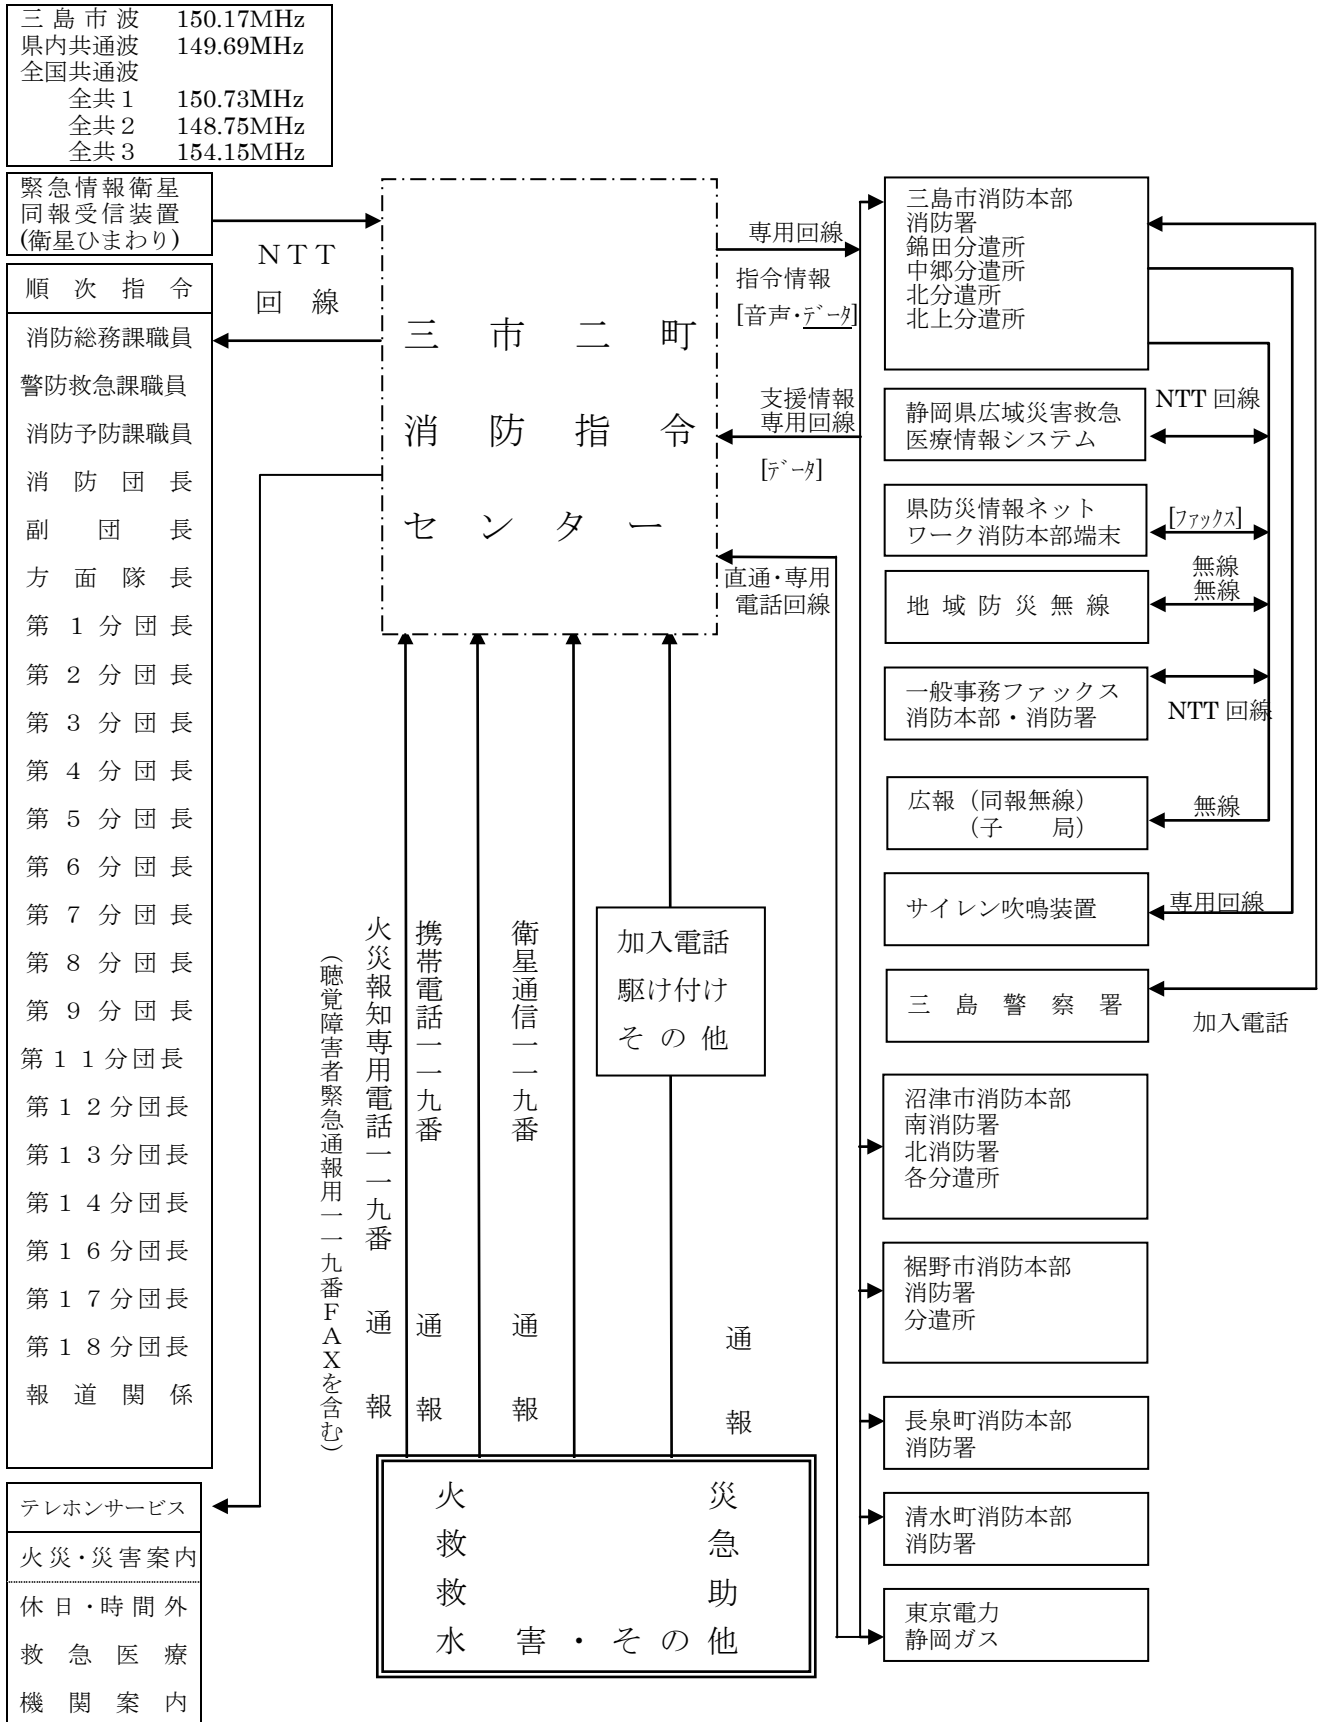 三島市波 150.17MHz
県内共通波 149.69MHz
全国共通波
全共１ 150.73MHz
全共２ 148.75MHz
全共３ 154.15MHz
緊急情報衛星
同報受信装置
(衛星ひまわり)
ＮＴＴ
回線
順次指令
消防総務課職員
警防救急課職員
消防予防課職員
消防団長
副団長
方面隊長
第１分団長
第２分団長
第３分団長
第４分団長
第５分団長
第６分団長
第７分団長
第８分団長
第９分団長
第１１分団長
第１２分団長
第１３分団長
第１４分団長
第１６分団長
第１７分団長
第１８分団長
報道関係
テレホンサービス
火災・災害案内
休日・時間外
救急医療
機関案内
三市二町
消防指令
センター
専用回線
指令情報
[音声・ﾃﾞｰﾀ]
支援情報
専用回線
[ﾃﾞｰﾀ]
直通・専用
電話回線
火災報知専用電話一一九番 通報
(聴覚障害者緊急通報用一一九番ＦＡＸを含む)
携帯電話一一九番 通報
衛星通信一一九番 通報
加入電話
駆け付け
その他
通報
火災
救急
救助
水害・その他
三島市消防本部
消防署
錦田分遣所
中郷分遣所
北分遣所
北上分遣所
静岡県広域災害救急
医療情報システム
NTT 回線
県防災情報ネット
ワーク消防本部端末
[ﾌｧｯｸｽ]
無線
無線
地域防災無線
一般事務ファックス
消防本部・消防署
NTT 回線
広報（同報無線）
（子　局）
無線
サイレン吹鳴装置
専用回線
三島警察署
加入電話
沼津市消防本部
南消防署
北消防署
各分遣所
裾野市消防本部
消防署
分遣所
長泉町消防本部
消防署
清水町消防本部
消防署
東京電力
静岡ガス